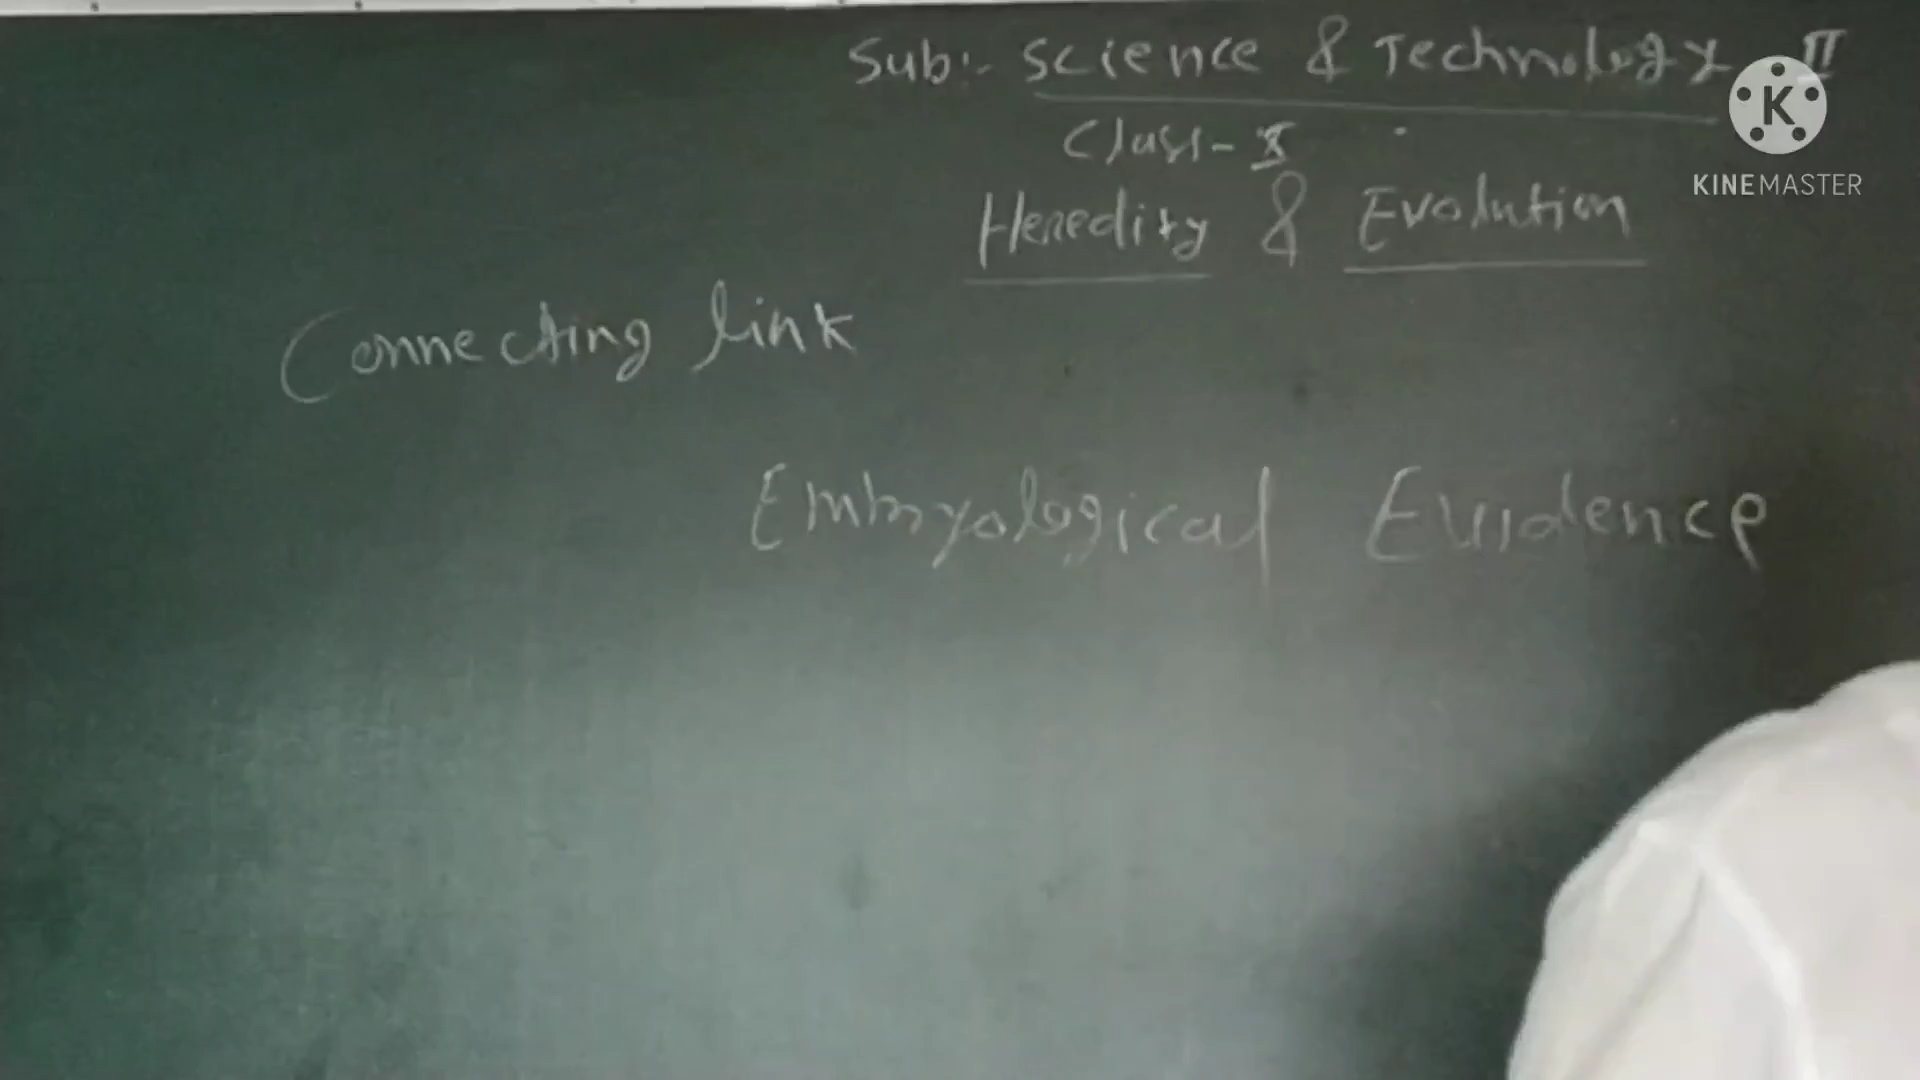 Sub:- Science & Technology II
Class - X
Heredity & Evolution
Connecting link
Embryological Evidence
K
KINEMASTER